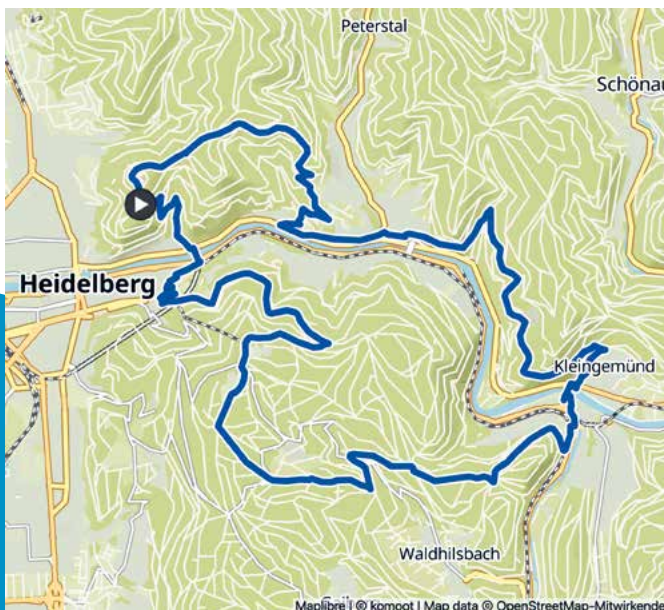 Peterstal
Schönau
Heidelberg
Kleingemünd
Waldhilsbach
Maplibre | © komoot | Map data © OpenStreetMap-Mitwirkende